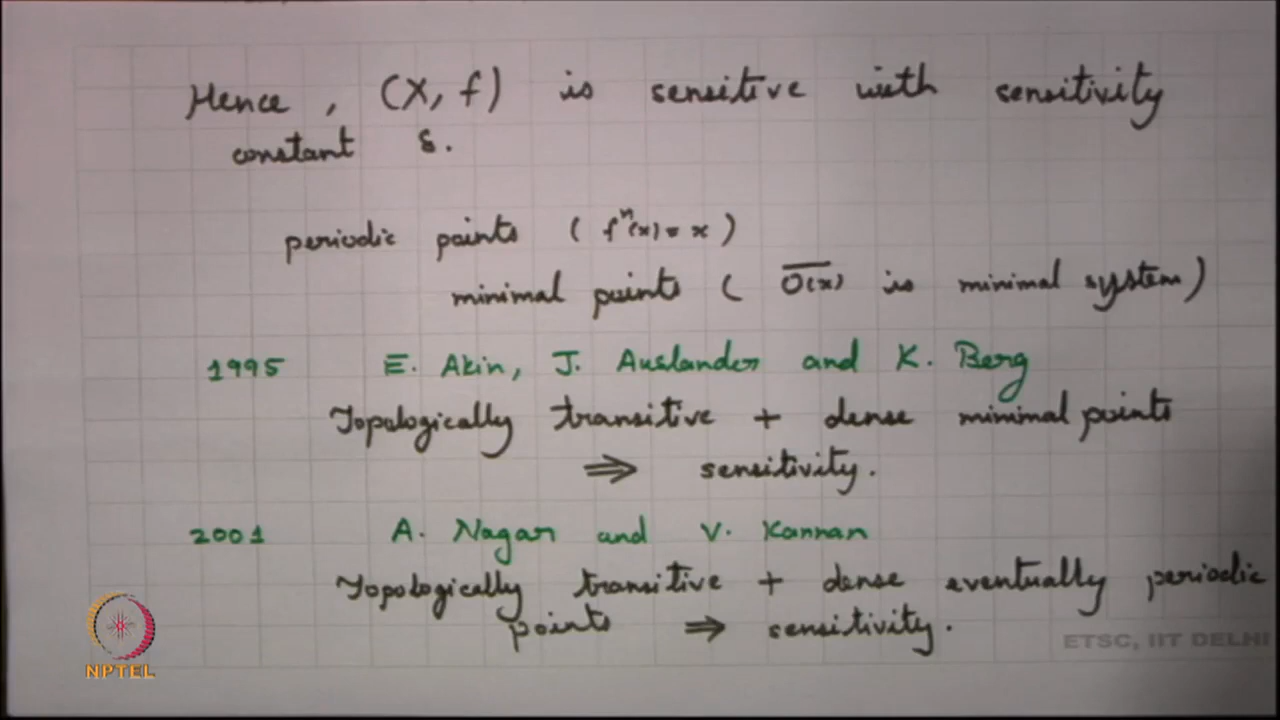 Hence, (X, f) is sensitive with sensitivity
constant δ.
periodic points ( fⁿ(x) = x )
minimal points ( O̅(̅x̅)̅ is minimal system)
1995 E. Akin, J. Auslander and K. Berg
Topologically transitive + dense minimal points
⇒ sensitivity.
2001 A. Nagar and V. Kannan
Topologically transitive + dense eventually periodic
points ⇒ sensitivity.
ETSC, IIT DELHI
NPTEL